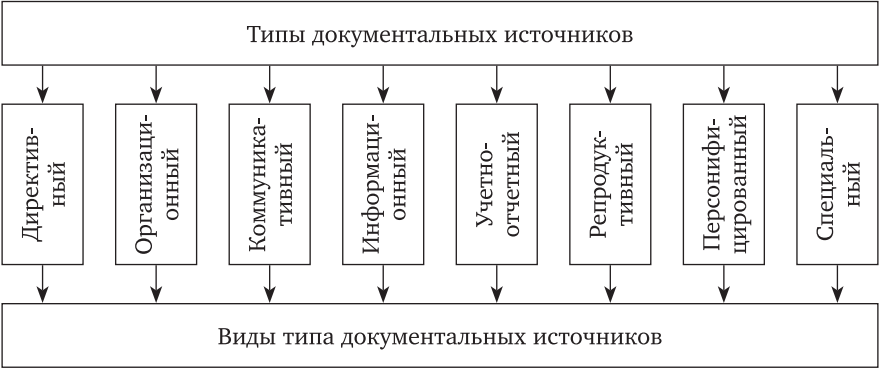 Типы документальных источников
Директив-
ный
Организаци-
онный
Коммуника-
тивный
Информаци-
онный
Учетно-
отчетный
Репродук-
тивный
Персонифи-
цированный
Специаль-
ный
Виды типа документальных источников